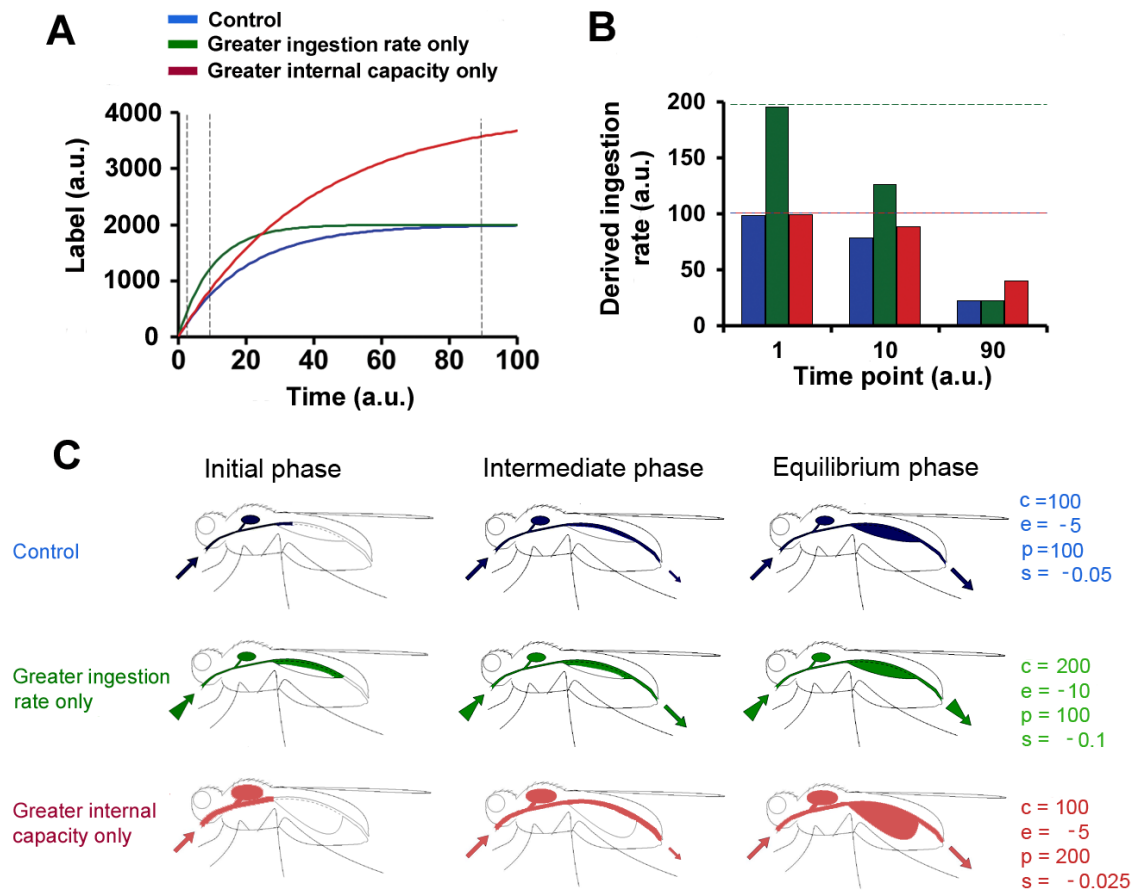 A
Control
Greater ingestion rate only
Greater internal capacity only
Label (a.u.)
4000
3000
2000
1000
0
0 20 40 60 80 100
Time (a.u.)
B
Derived ingestion
rate (a.u.)
200
150
100
50
0
1 10 90
Time point (a.u.)
C
Initial phase Intermediate phase Equilibrium phase
Control
c =100
e = -5
p =100
s = -0.05
Greater ingestion
rate only
c = 200
e = -10
p = 100
s = -0.1
Greater internal
capacity only
c = 100
e = -5
p = 200
s = -0.025